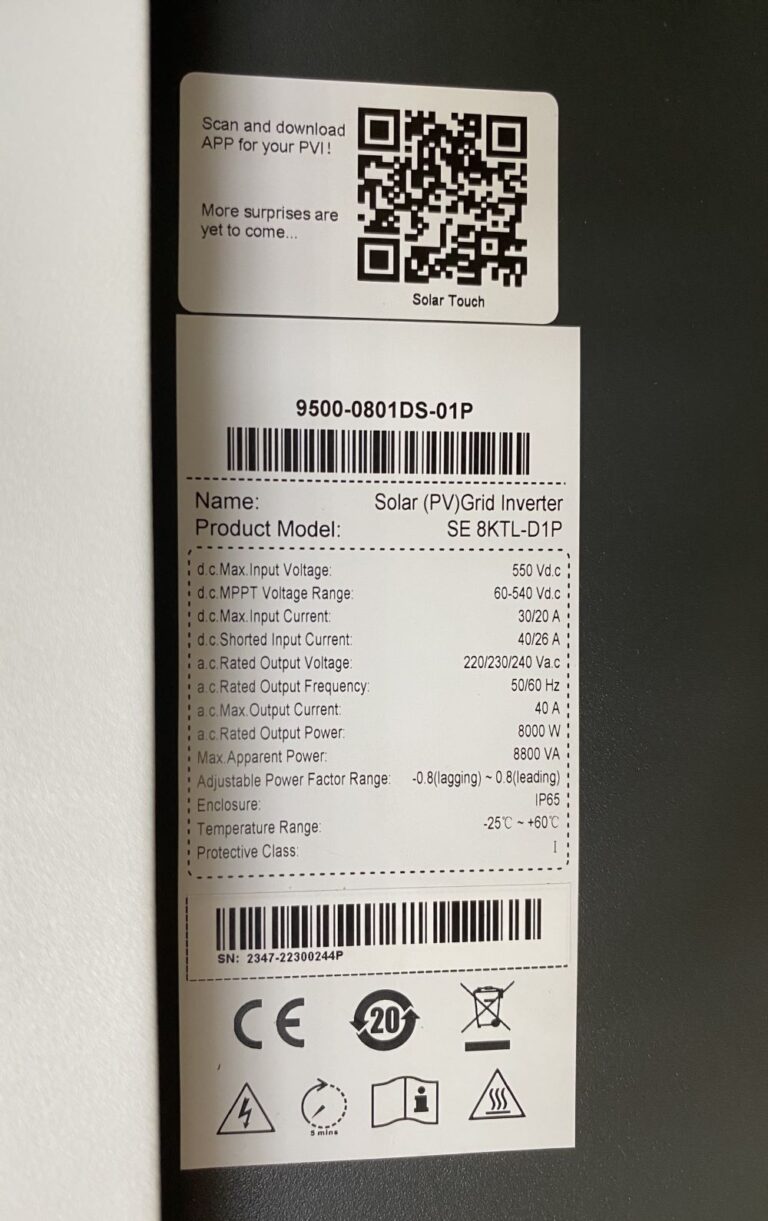 Scan and download
APP for your PVI!
More surprises are
yet to come...
Solar Touch
9500-0801DS-01P
Name: Solar (PV)Grid Inverter
Product Model: SE 8KTL-D1P
d.c.Max.Input Voltage: 550 Vd.c
d.c.MPPT Voltage Range: 60-540 Vd.c
d.c.Max.Input Current: 30/20 A
d.c.Shorted Input Current: 40/26 A
a.c.Rated Output Voltage: 220/230/240 Va.c
a.c.Rated Output Frequency: 50/60 Hz
a.c.Max.Output Current: 40 A
a.c.Rated Output Power: 8000 W
Max.Apparent Power: 8800 VA
Adjustable Power Factor Range: -0.8(lagging) ~ 0.8(leading)
Enclosure: IP65
Temperature Range: -25℃ ~ +60℃
Protective Class: I
SN: 2347-22300244P
CE 20
5 mins